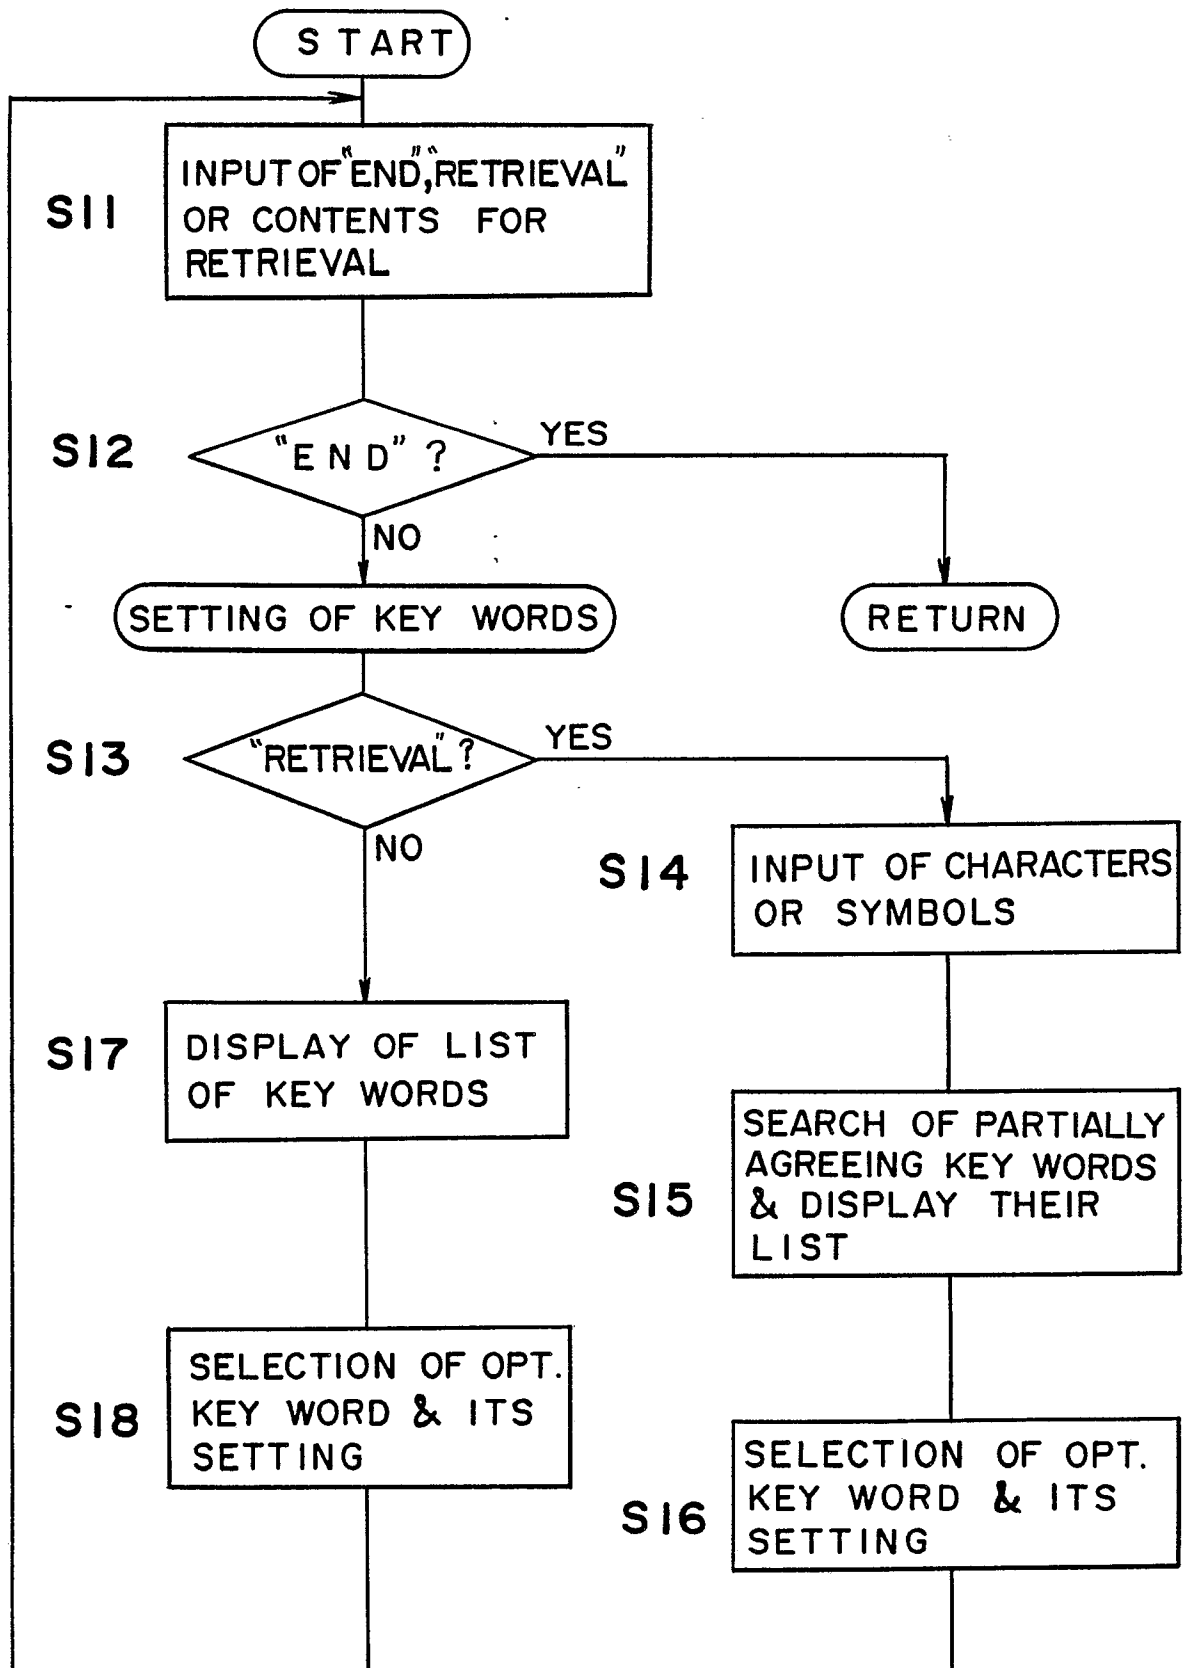 START
S11
INPUT OF "END", "RETRIEVAL"
OR CONTENTS FOR
RETRIEVAL
S12
"END" ?
YES
NO
SETTING OF KEY WORDS
RETURN
S13
"RETRIEVAL" ?
YES
NO
S14
INPUT OF CHARACTERS
OR SYMBOLS
S17
DISPLAY OF LIST
OF KEY WORDS
S15
SEARCH OF PARTIALLY
AGREEING KEY WORDS
& DISPLAY THEIR
LIST
S18
SELECTION OF OPT.
KEY WORD & ITS
SETTING
S16
SELECTION OF OPT.
KEY WORD & ITS
SETTING